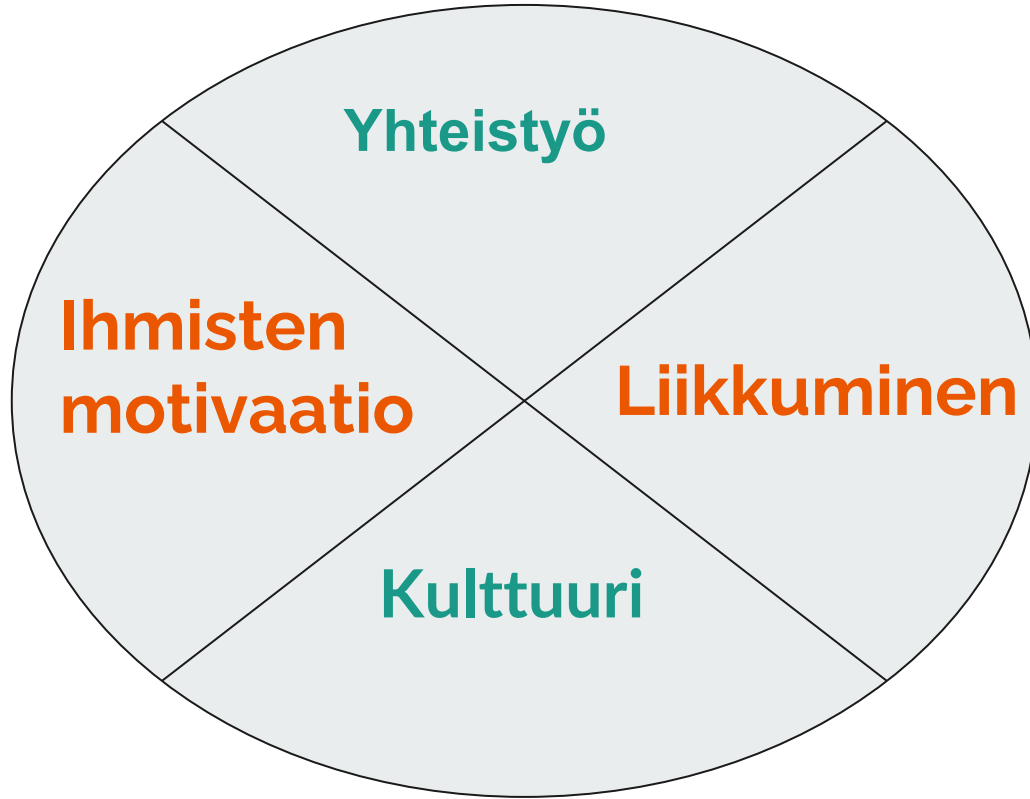 Yhteistyö
Ihmisten
motivaatio
Liikkuminen
Kulttuuri